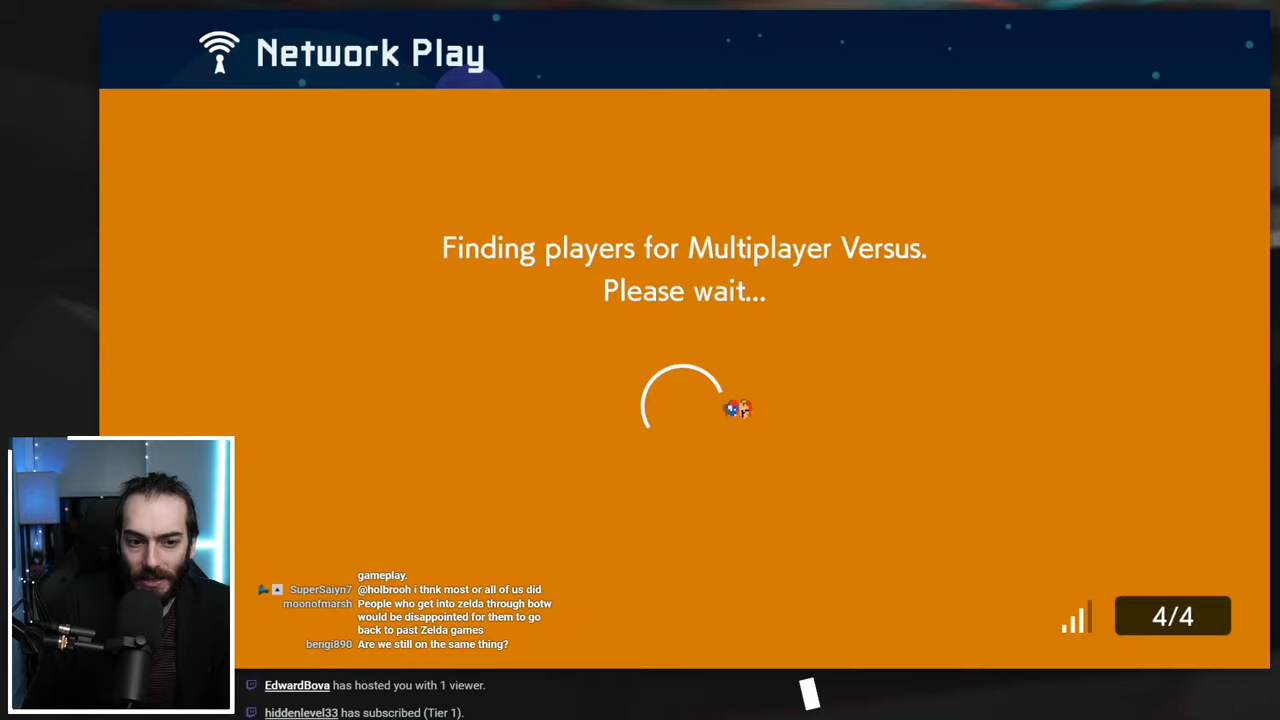 Network Play
Finding players for Multiplayer Versus.
Please wait...
gameplay.
SuperSaiyn7 @holbrooh i thnk most or all of us did
moonofmarsh People who get into zelda through botw
would be disappointed for them to go
back to past Zelda games
bengi890 Are we still on the same thing?
4/4
EdwardBova has hosted you with 1 viewer.
hiddenlevel33 has subscribed (Tier 1).